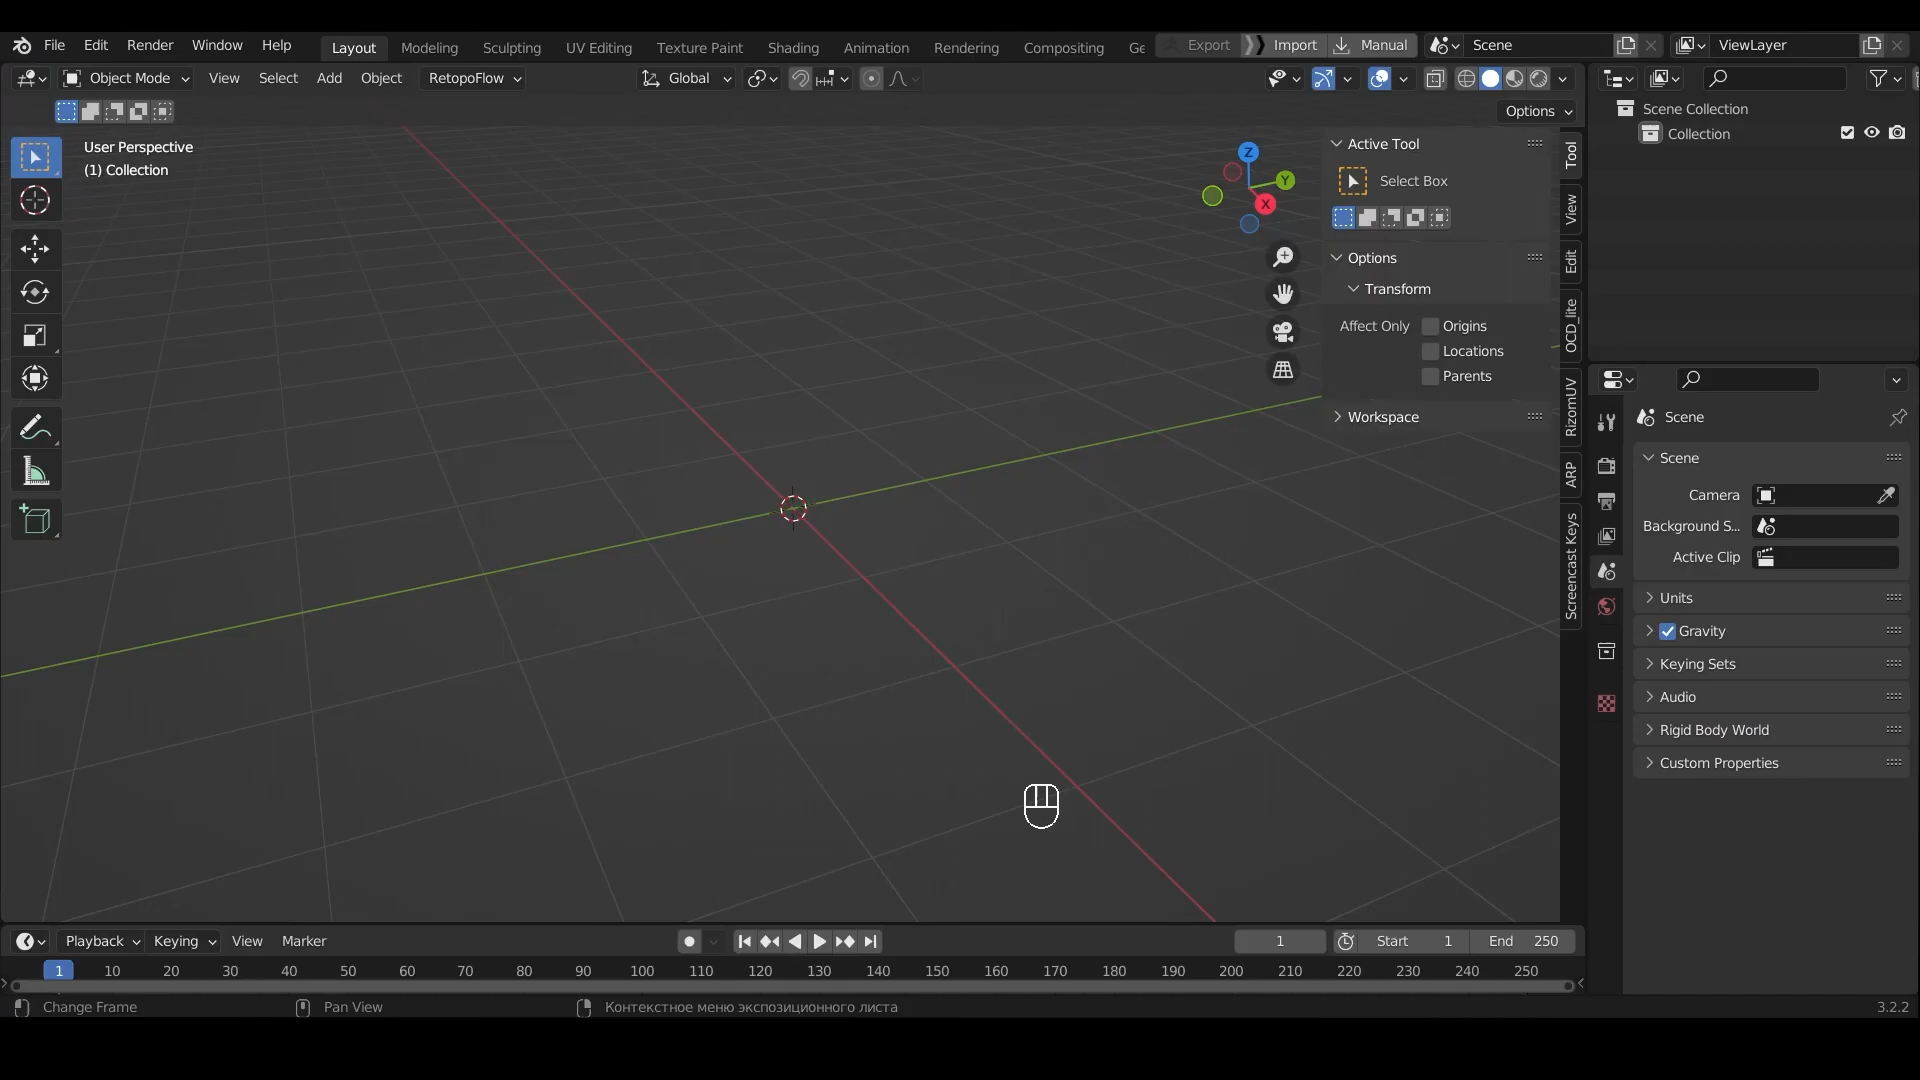 File Edit Render Window Help Layout Modeling Sculpting UV Editing Texture Paint Shading Animation Rendering Compositing Ge Export Import Manual Scene ViewLayer
Object Mode View Select Add Object RetopoFlow Global
Options
User Perspective
(1) Collection
Z
Y
X
Active Tool
Select Box
Options
Transform
Affect Only Origins
Locations
Parents
Workspace
Tool
View
Edit
OCD_lite
RizomUV
ARP
Screencast Keys
Scene Collection
Collection
Scene
Scene
Camera
Background S...
Active Clip
Units
Gravity
Keying Sets
Audio
Rigid Body World
Custom Properties
Playback Keying View Marker 1 Start 1 End 250
1 10 20 30 40 50 60 70 80 90 100 110 120 130 140 150 160 170 180 190 200 210 220 230 240 250
Change Frame Pan View Контекстное меню экспозиционного листа 3.2.2